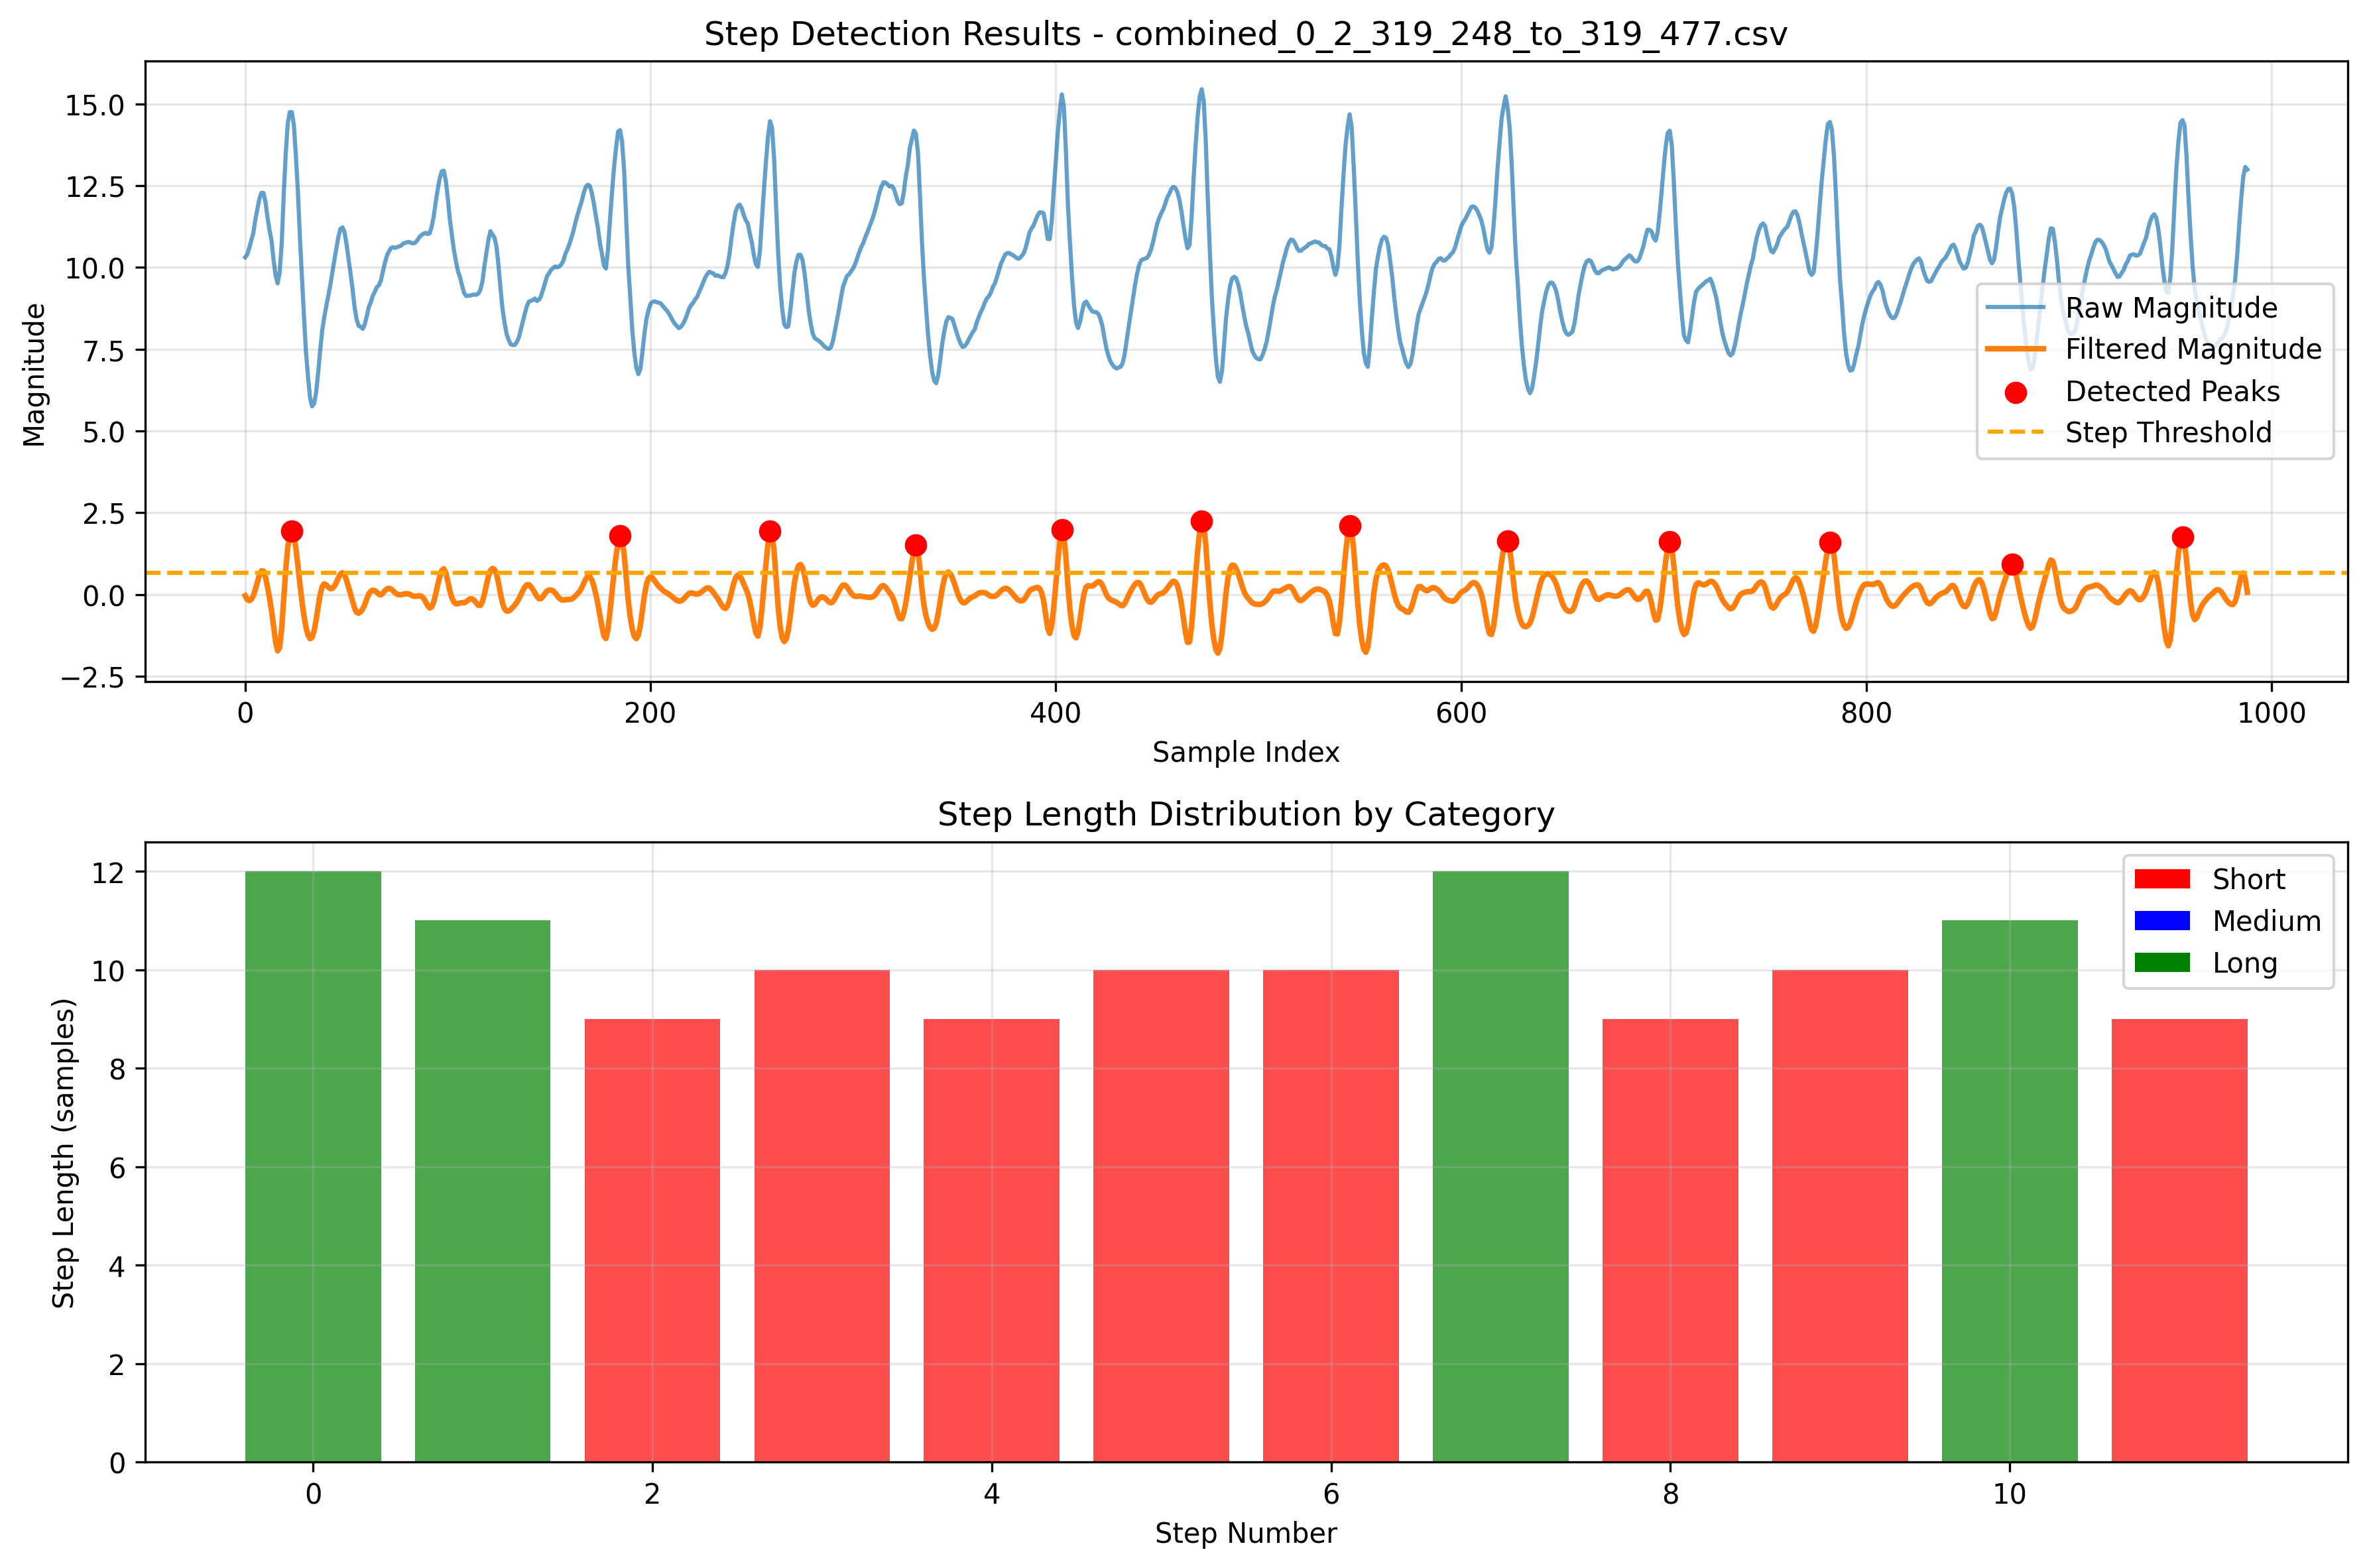 Step Detection Results - combined_0_2_319_248_to_319_477.csv
Magnitude
15.0
12.5
10.0
7.5
5.0
2.5
0.0
−2.5
Raw Magnitude
Filtered Magnitude
Detected Peaks
Step Threshold
0 200 400 600 800 1000
Sample Index
Step Length Distribution by Category
Step Length (samples)
12
10
8
6
4
2
0
Short
Medium
Long
0 2 4 6 8 10
Step Number